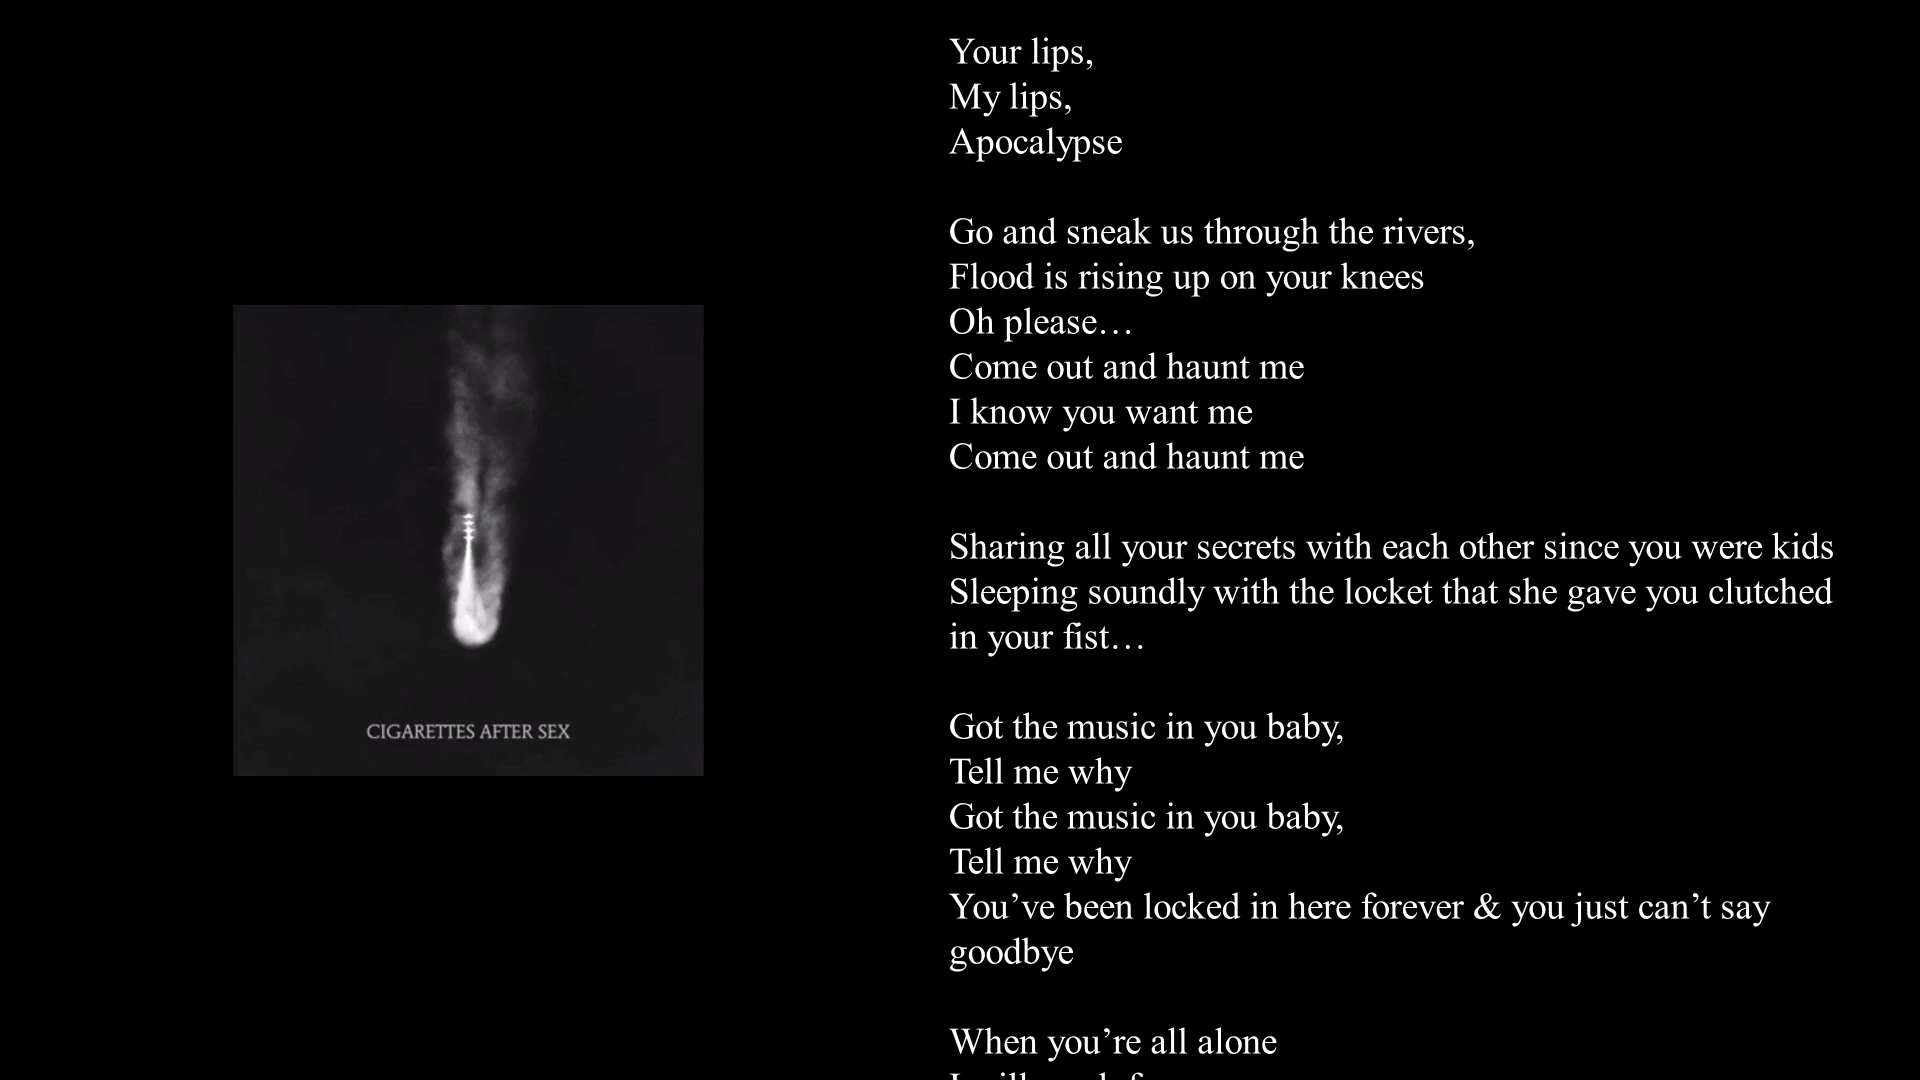 Your lips,
My lips,
Apocalypse
Go and sneak us through the rivers,
Flood is rising up on your knees
Oh please…
Come out and haunt me
I know you want me
Come out and haunt me
Sharing all your secrets with each other since you were kids
Sleeping soundly with the locket that she gave you clutched
in your fist…
Got the music in you baby,
Tell me why
Got the music in you baby,
Tell me why
You’ve been locked in here forever & you just can’t say
goodbye
When you’re all alone
CIGARETTES AFTER SEX